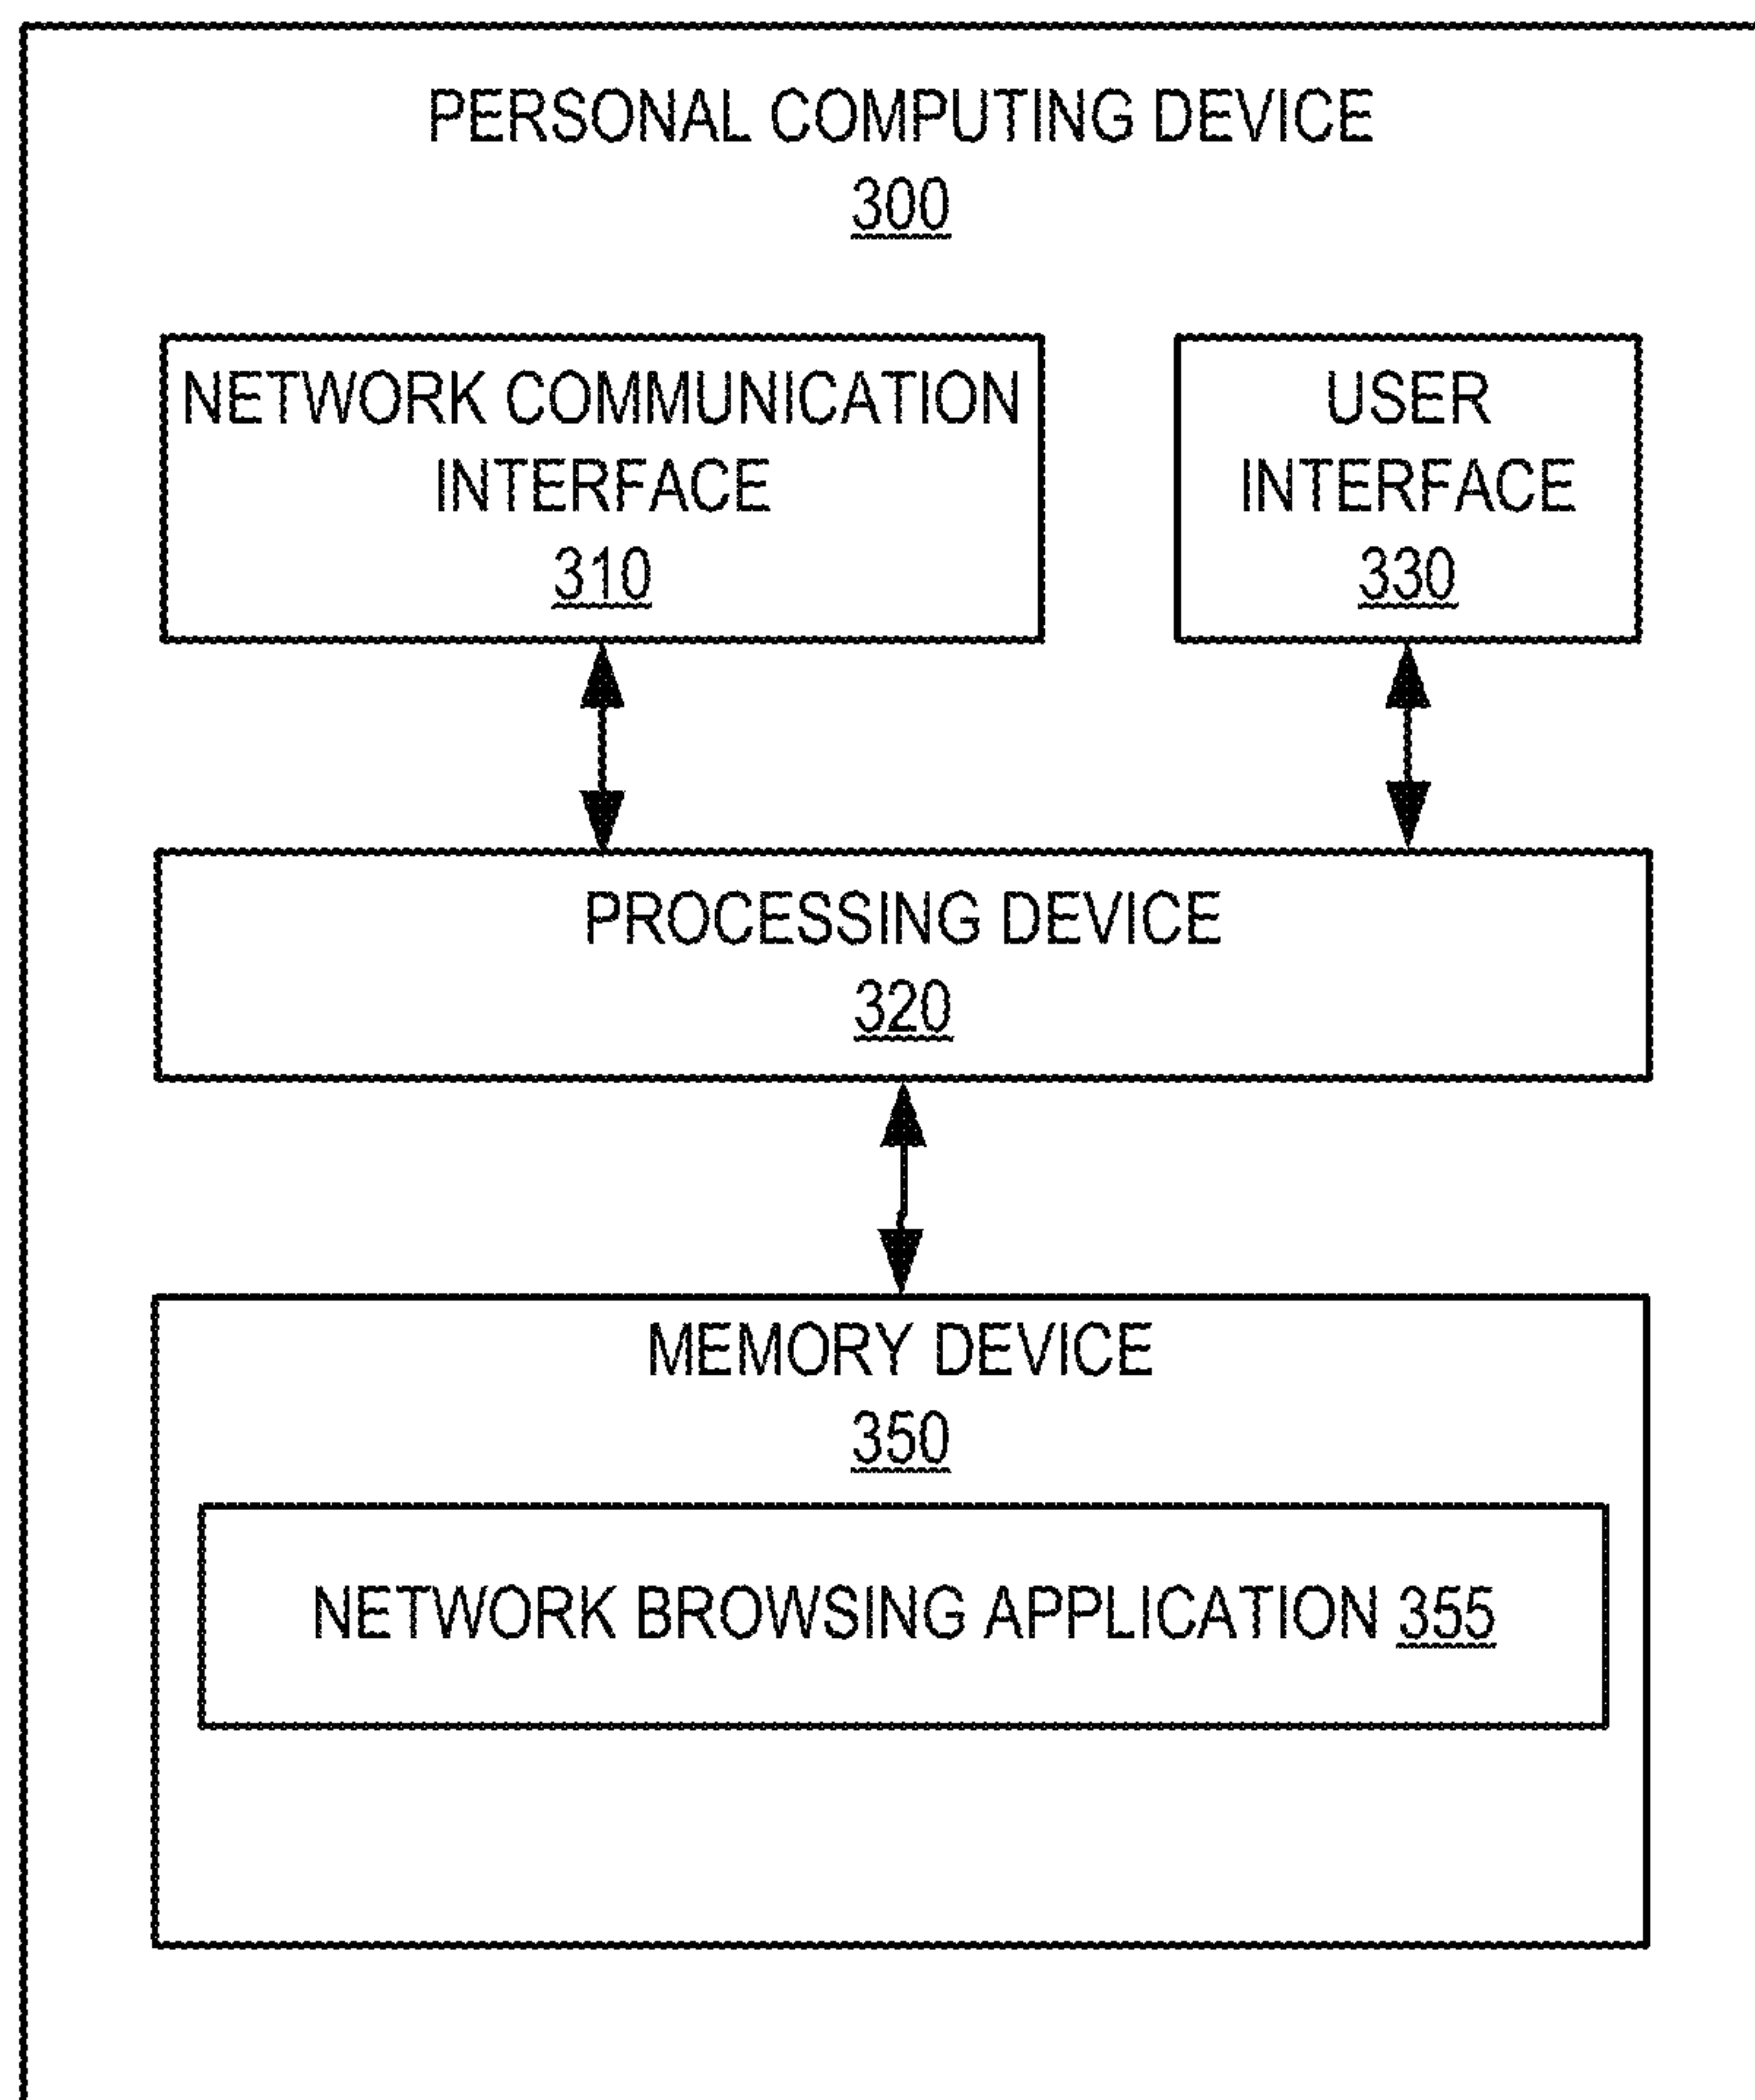 PERSONAL COMPUTING DEVICE
300
NETWORK COMMUNICATION
INTERFACE
310
USER
INTERFACE
330
PROCESSING DEVICE
320
MEMORY DEVICE
350
NETWORK BROWSING APPLICATION 355